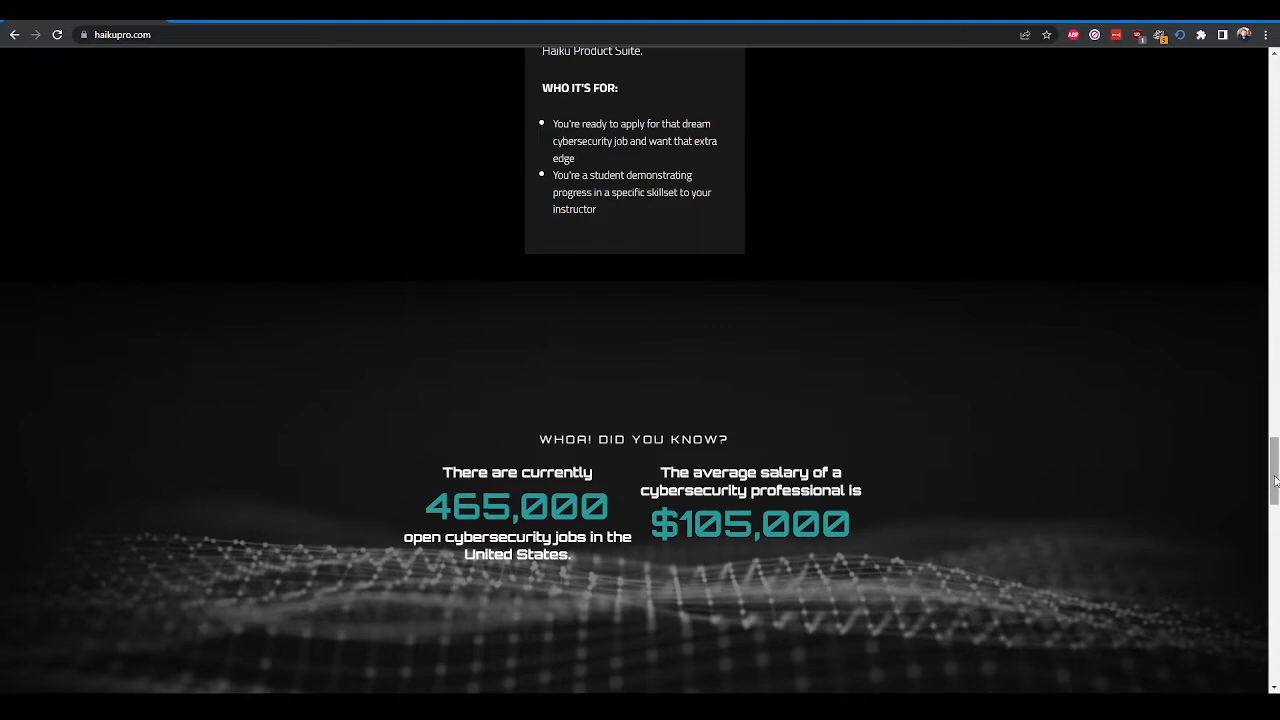 haikupro.com
Haiku Product Suite.
WHO IT'S FOR:
You're ready to apply for that dream
cybersecurity job and want that extra
edge
You're a student demonstrating
progress in a specific skillset to your
instructor
WHOA! DID YOU KNOW?
There are currently
465,000
open cybersecurity jobs in the
United States.
The average salary of a
cybersecurity professional is
$105,000